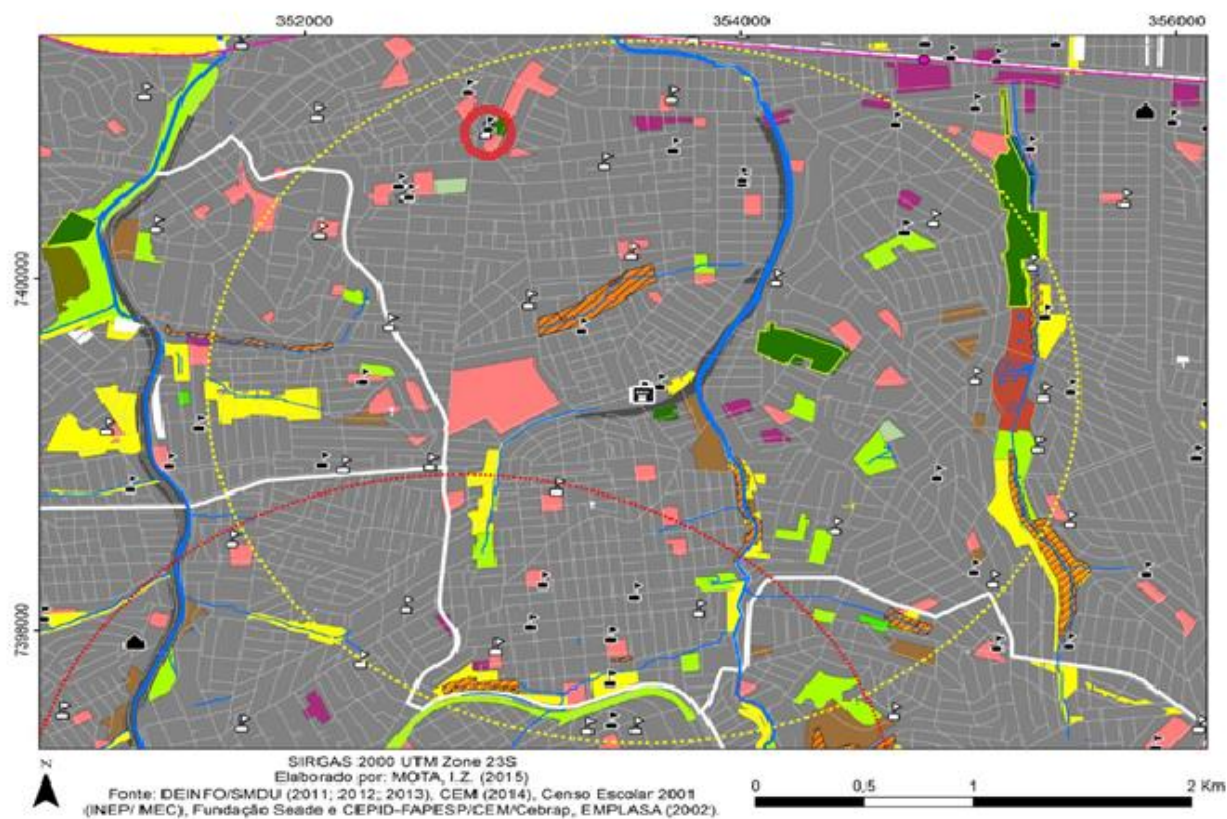 352000
354000
356000
7400000
7398000
N
SIRGAS 2000 UTM Zone 23S
Elaborado por: MOTA, I.Z. (2015)
Fonte: DEINFO/SMDU (2011; 2012; 2013), CEM (2014), Censo Escolar 2001
(INEP/ MEC), Fundação Seade e CEPID-FAPESP/CEM/Cebrap, EMPLASA (2002).
0 0,5 1 2 Km